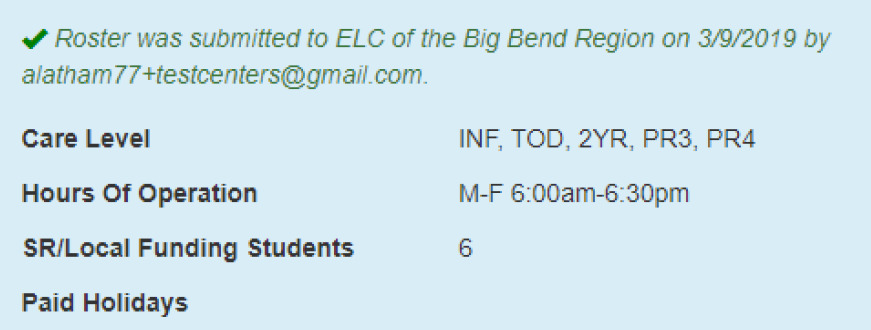 Roster was submitted to ELC of the Big Bend Region on 3/9/2019 by
alatham77+testcenters@gmail.com.
Care Level INF, TOD, 2YR, PR3, PR4
Hours Of Operation M-F 6:00am-6:30pm
SR/Local Funding Students 6
Paid Holidays